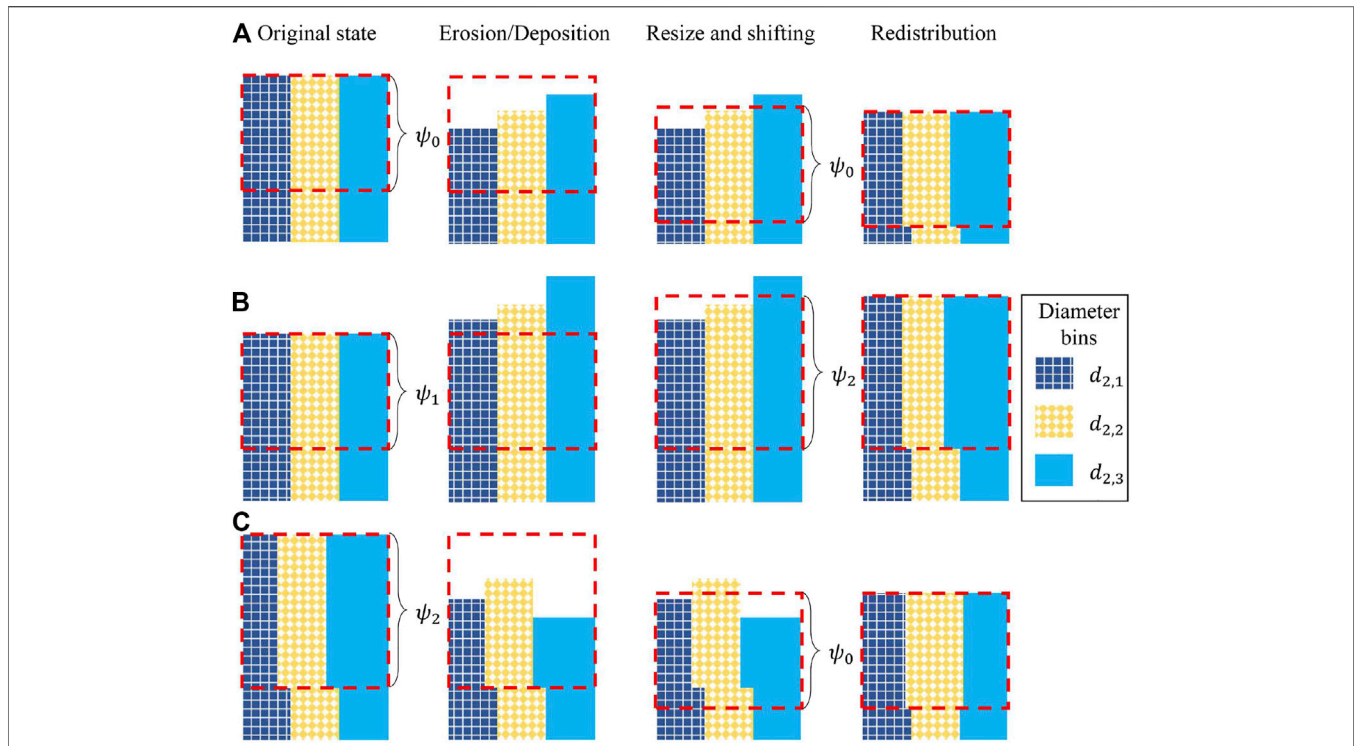 A Original state Erosion/Deposition Resize and shifting Redistribution
ψ₀ ψ₀
B
ψ₁ ψ₂
Diameter
bins
d₂,₁
d₂,₂
d₂,₃
C
ψ₂ ψ₀